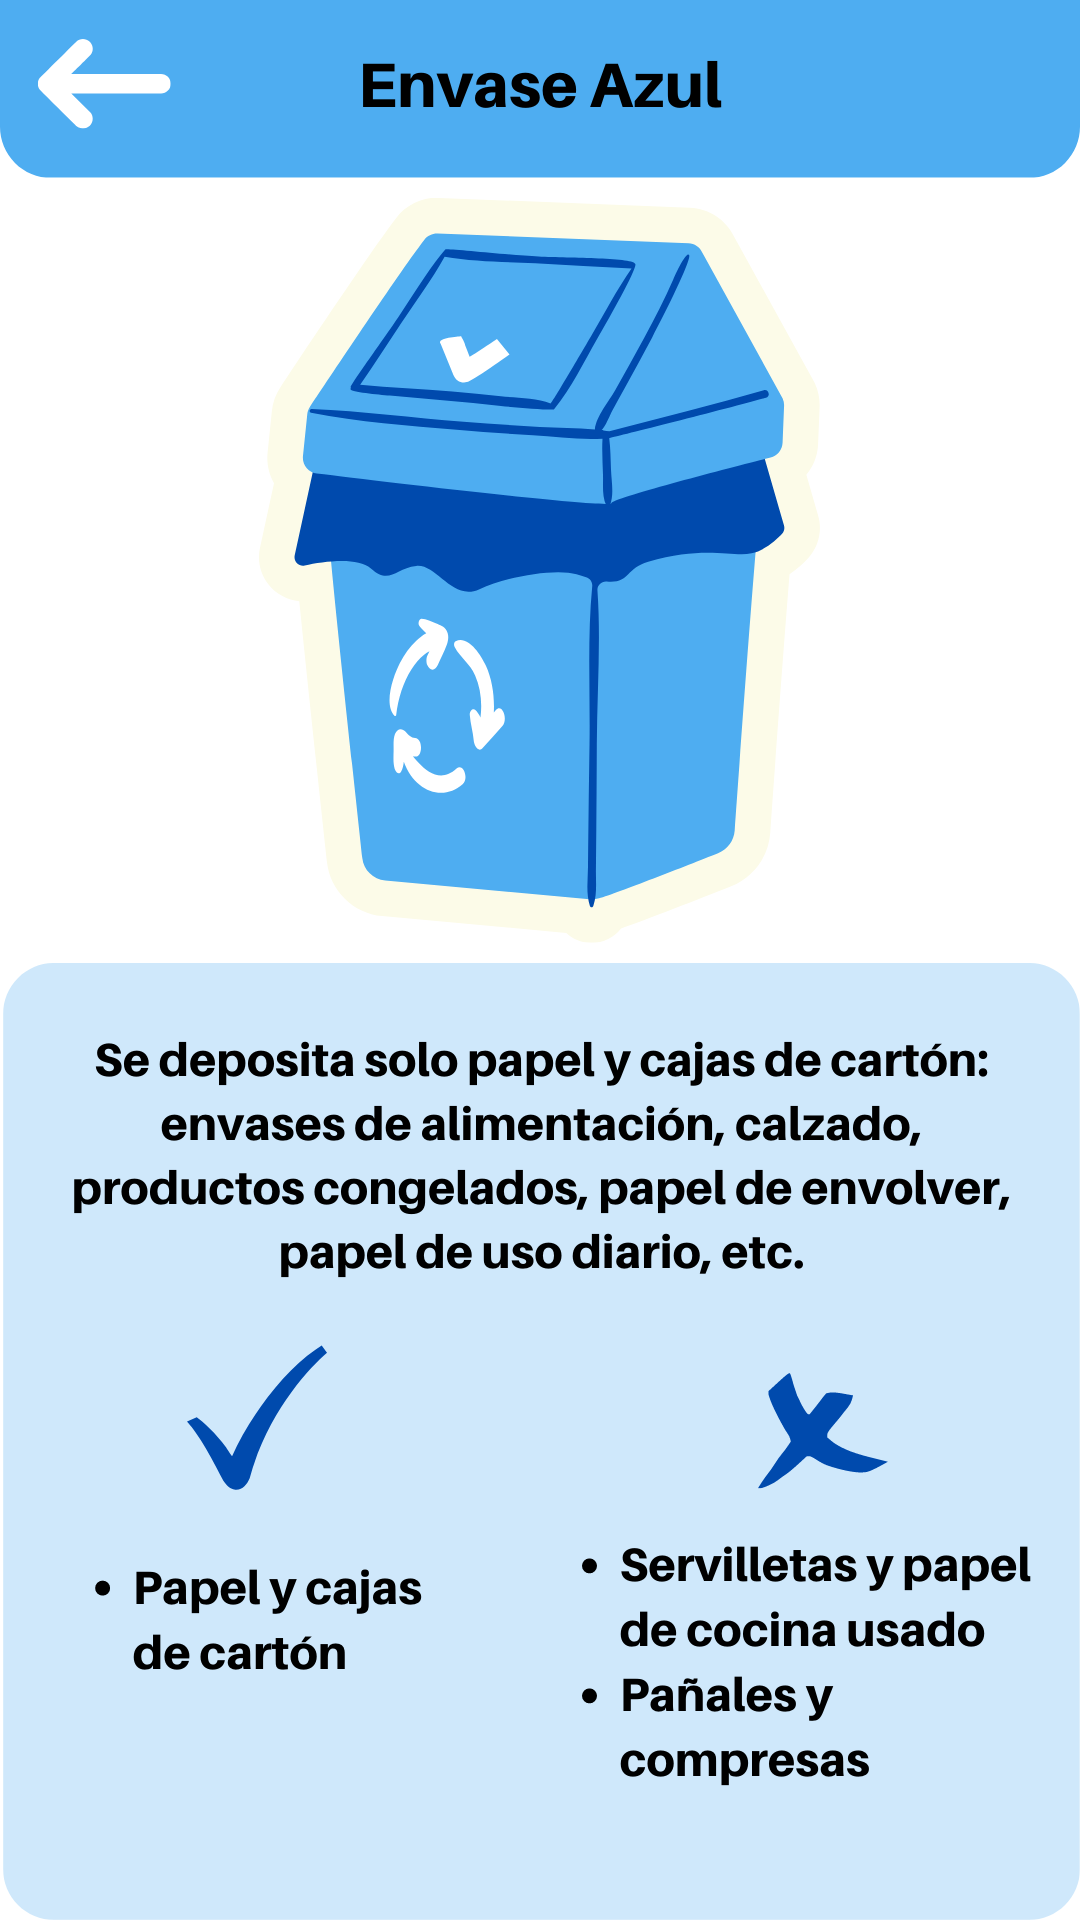 Envase Azul
Se deposita solo papel y cajas de cartón:
envases de alimentación, calzado,
productos congelados, papel de envolver,
papel de uso diario, etc.
• Papel y cajas
de cartón
• Servilletas y papel
de cocina usado
• Pañales y
compresas